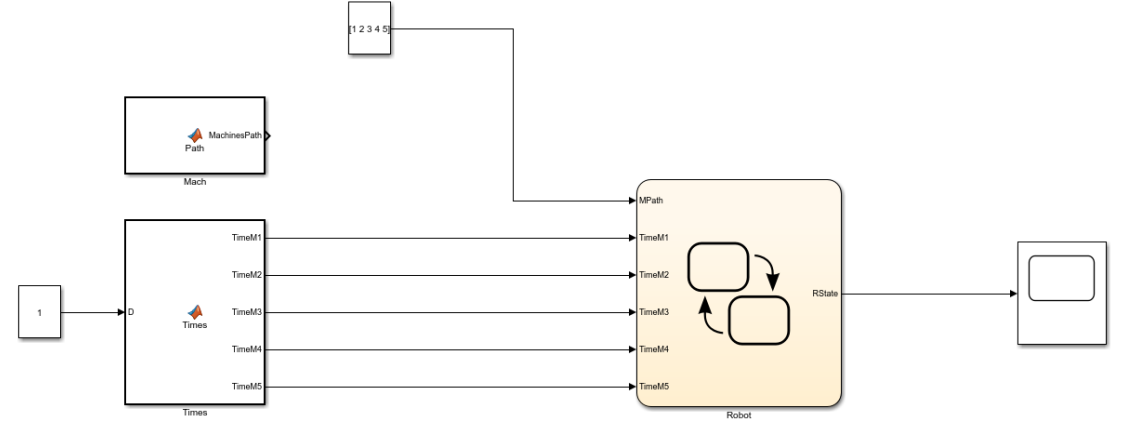 [1 2 3 4 5]
MachinesPath
Path
Mach
MPath
TimeM1
TimeM1
TimeM2
TimeM2
RState
1
D
Times
TimeM3
TimeM3
TimeM4
TimeM4
TimeM5
TimeM5
Times
Robot